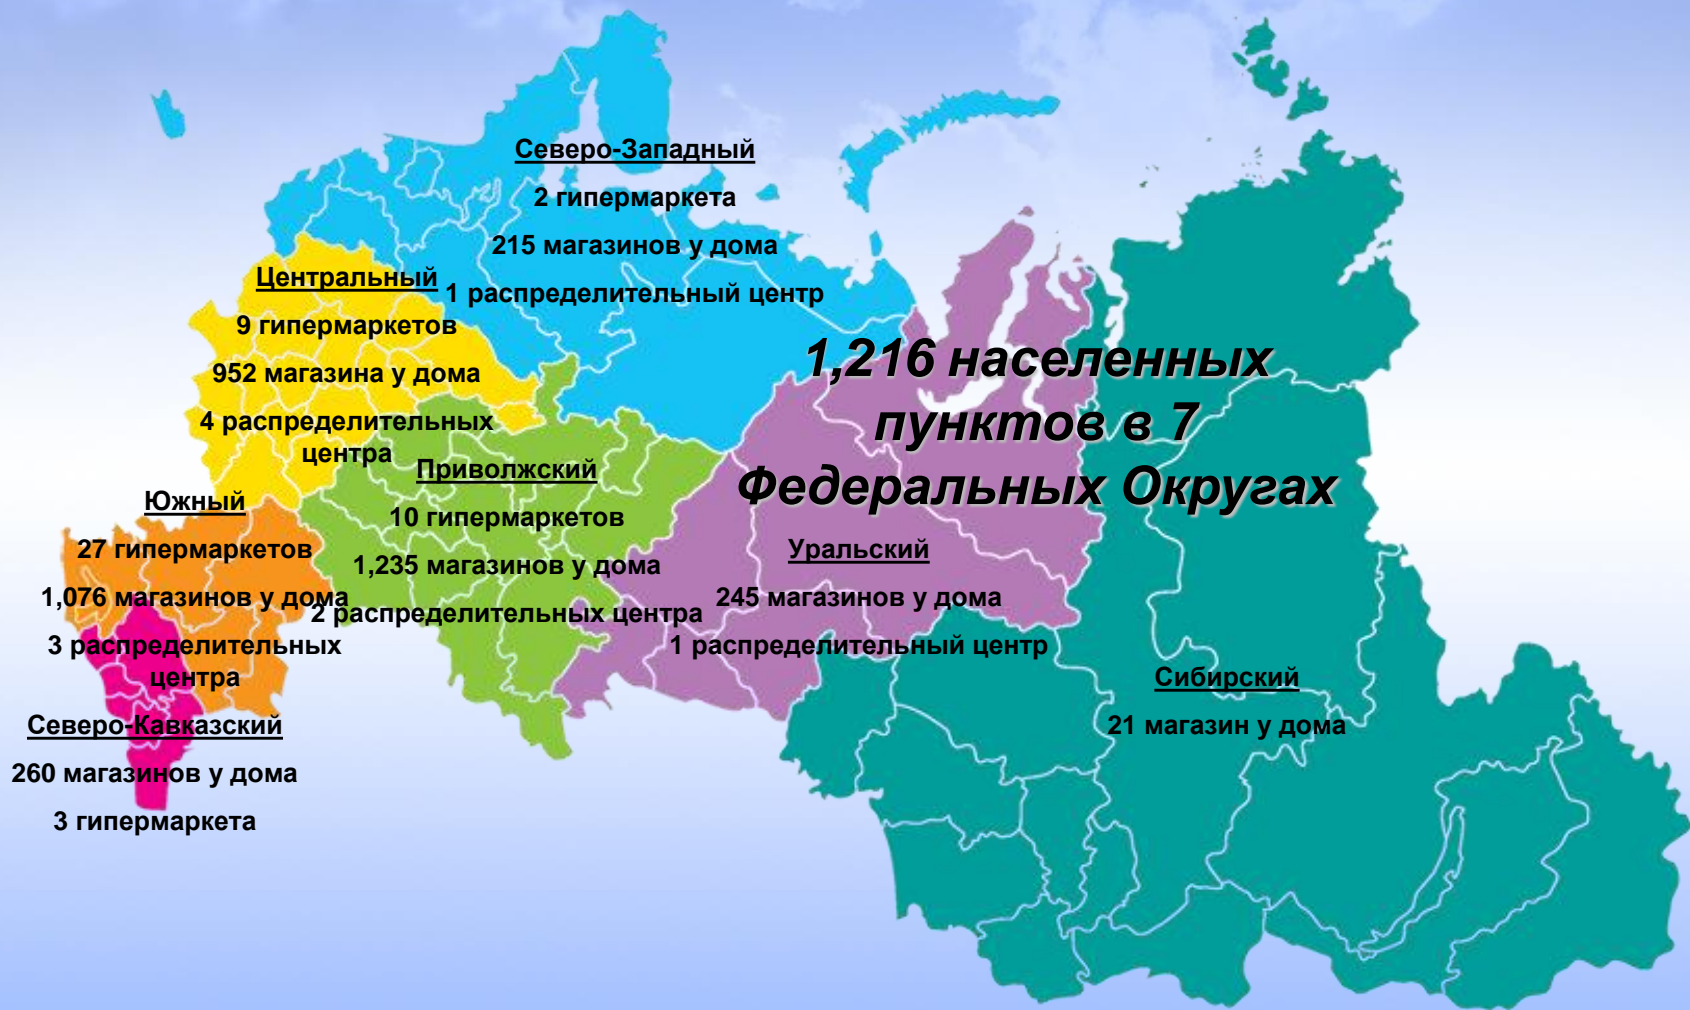 Северо-Западный
2 гипермаркета
215 магазинов у дома
1 распределительный центр
Центральный
9 гипермаркетов
952 магазина у дома
4 распределительных
центра
1,216 населенных
пунктов в 7
Федеральных Округах
Приволжский
10 гипермаркетов
1,235 магазинов у дома
2 распределительных центра
Южный
27 гипермаркетов
1,076 магазинов у дома
3 распределительных
центра
Уральский
245 магазинов у дома
1 распределительный центр
Сибирский
21 магазин у дома
Северо-Кавказский
260 магазинов у дома
3 гипермаркета